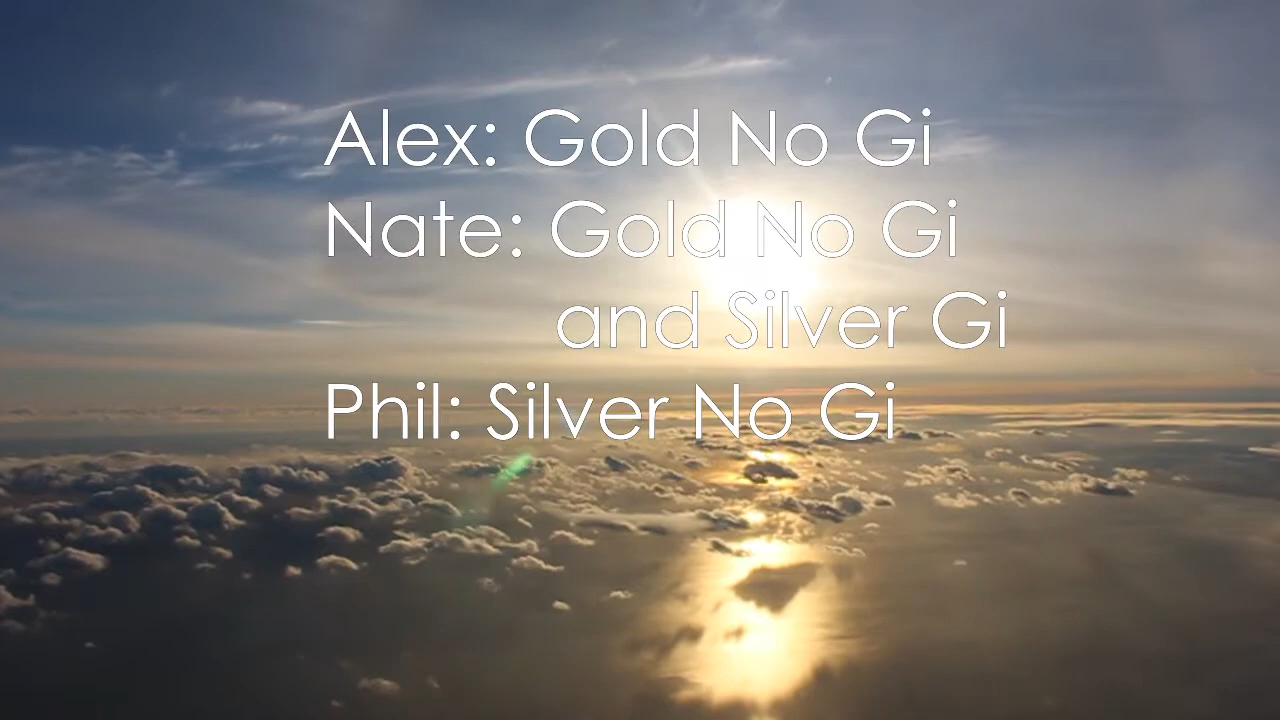 Alex: Gold No Gi
Nate: Gold No Gi
and Silver Gi
Phil: Silver No Gi